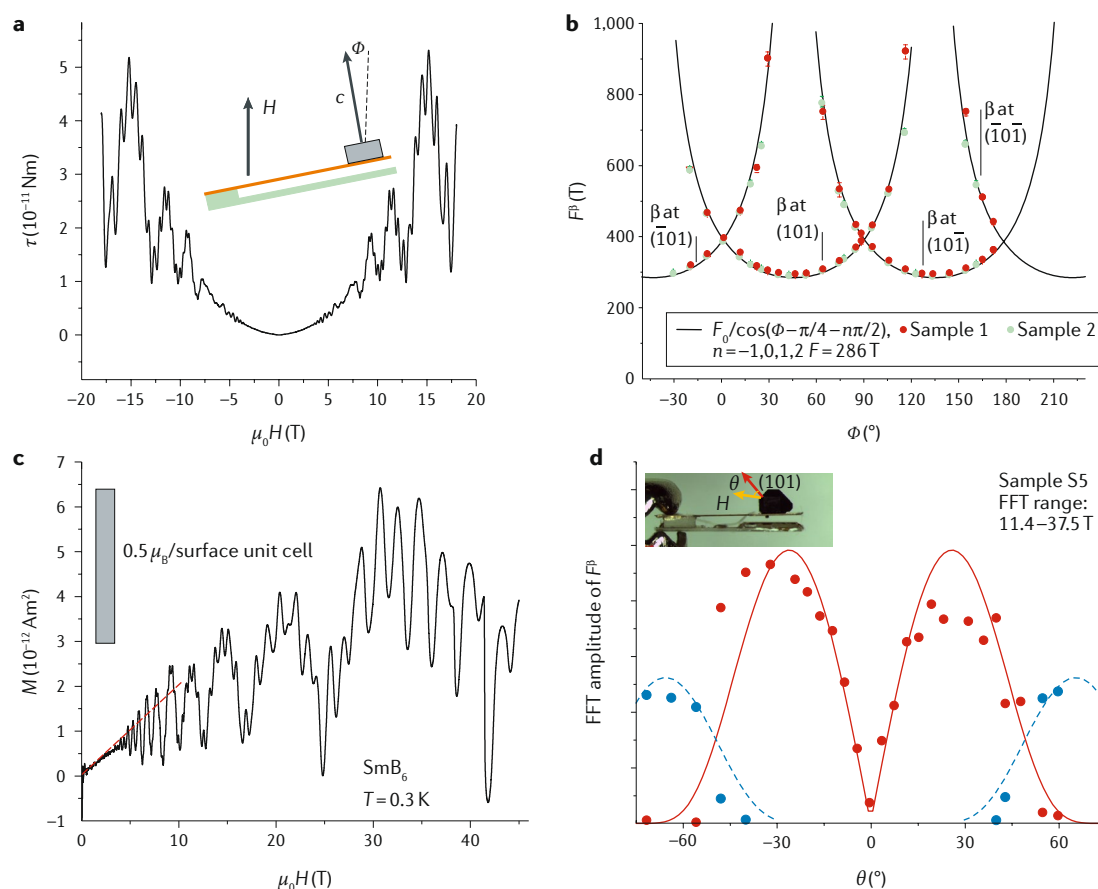 a
5
4
3
2
1
0
τ (10⁻¹¹ Nm)
−20
−15
−10
−5
0
5
10
15
20
μ₀H (T)
H
c
Φ
b
1,000
800
600
400
200
0
Fᵝ (T)
−30
0
30
60
90
120
150
180
210
Φ (°)
β at
(1̅01)
β at
(101)
β at
(101̅)
β at
(1̅01̅)
F₀/cos(Φ−π/4−nπ/2),
n=−1,0,1,2 F=286 T
Sample 1
Sample 2
c
7
6
5
4
3
2
1
0
−1
M (10⁻¹² Am²)
0
10
20
30
40
μ₀H (T)
0.5 μB/surface unit cell
SmB₆
T = 0.3 K
d
FFT amplitude of Fᵝ
θ
(101)
H
Sample S5
FFT range:
11.4–37.5 T
−60
−30
0
30
60
θ (°)